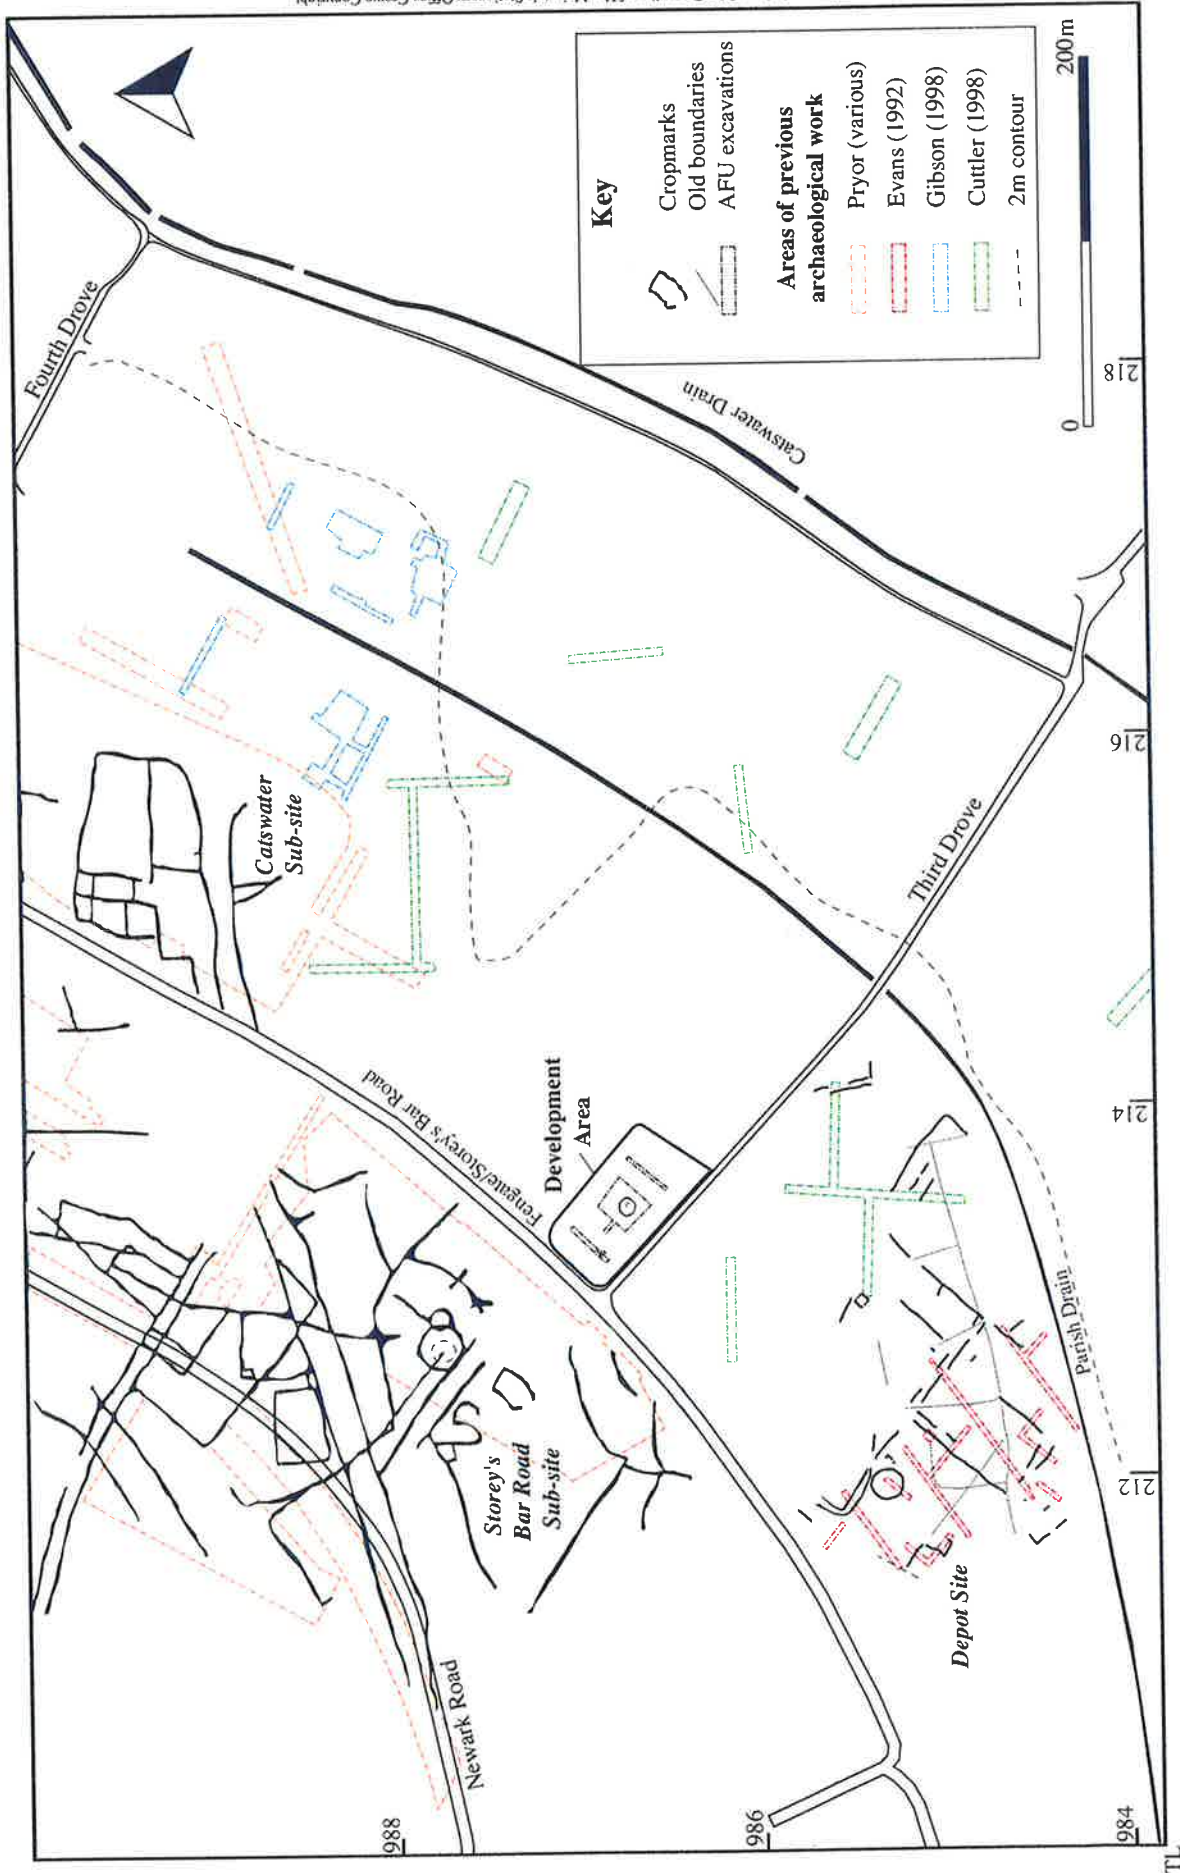 Fourth Drove
Catswater Drain
Catswater
Sub-site
Fengate/Storey's Bar Road
Development
Area
Third Drove
Storey's
Bar Road
Sub-site
Newark Road
Depot Site
Parish Drain
988
986
984
TL
212
214
216
218
Key
Cropmarks
Old boundaries
AFU excavations
Areas of previous
archaeological work
Pryor (various)
Evans (1992)
Gibson (1998)
Cuttler (1998)
2m contour
0
200m